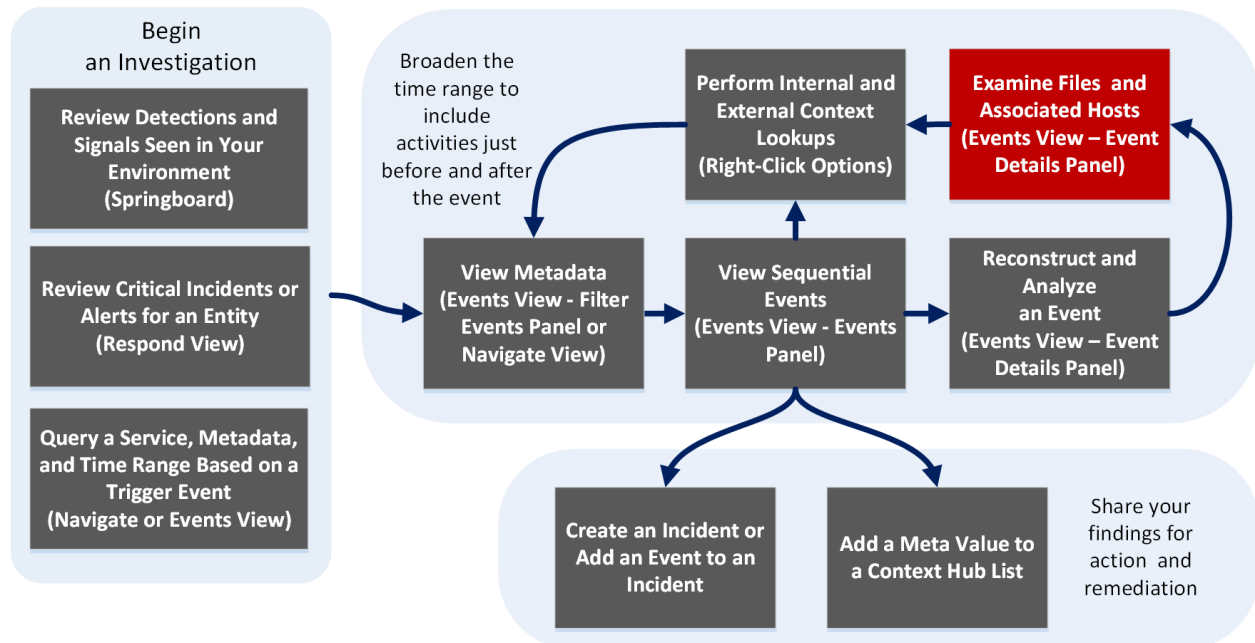 Begin
an Investigation
Review Detections and
Signals Seen in Your
Environment
(Springboard)
Review Critical Incidents or
Alerts for an Entity
(Respond View)
Query a Service, Metadata,
and Time Range Based on a
Trigger Event
(Navigate or Events View)
Broaden the
time range to
include
activities just
before and after
the event
Perform Internal and
External Context
Lookups
(Right-Click Options)
Examine Files and
Associated Hosts
(Events View – Event
Details Panel)
View Metadata
(Events View - Filter
Events Panel or
Navigate View)
View Sequential
Events
(Events View - Events
Panel)
Reconstruct and
Analyze
an Event
(Events View – Event
Details Panel)
Create an Incident or
Add an Event to an
Incident
Add a Meta Value to
a Context Hub List
Share your
findings for
action and
remediation